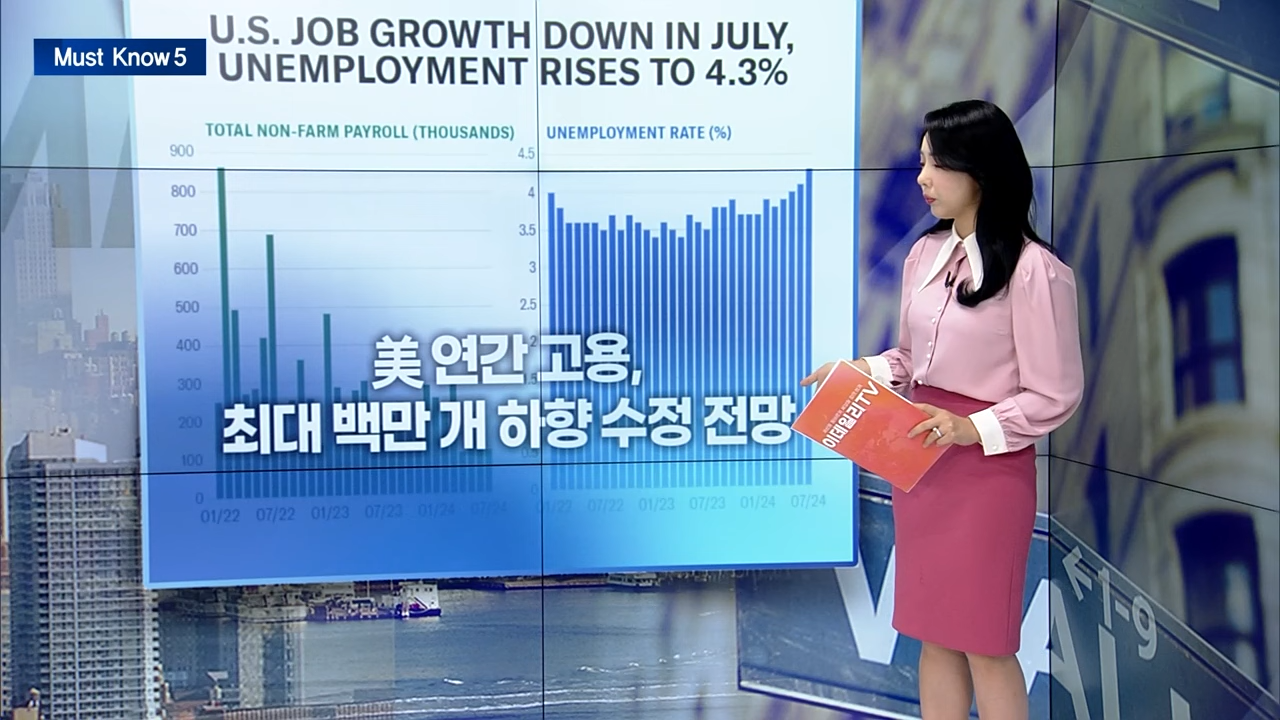 Must Know 5
U.S. JOB GROWTH DOWN IN JULY,
UNEMPLOYMENT RISES TO 4.3%
TOTAL NON-FARM PAYROLL (THOUSANDS)
UNEMPLOYMENT RATE (%)
900
800
700
600
500
400
300
200
100
0
01/22 07/22 01/23 07/23 01/24 07/24
4.5
4
3.5
3
2.5
2
01/22 07/22 01/23 07/23 01/24 07/24
美 연간 고용,
최대 백만 개 하향 수정 전망
이데일리TV
1-9